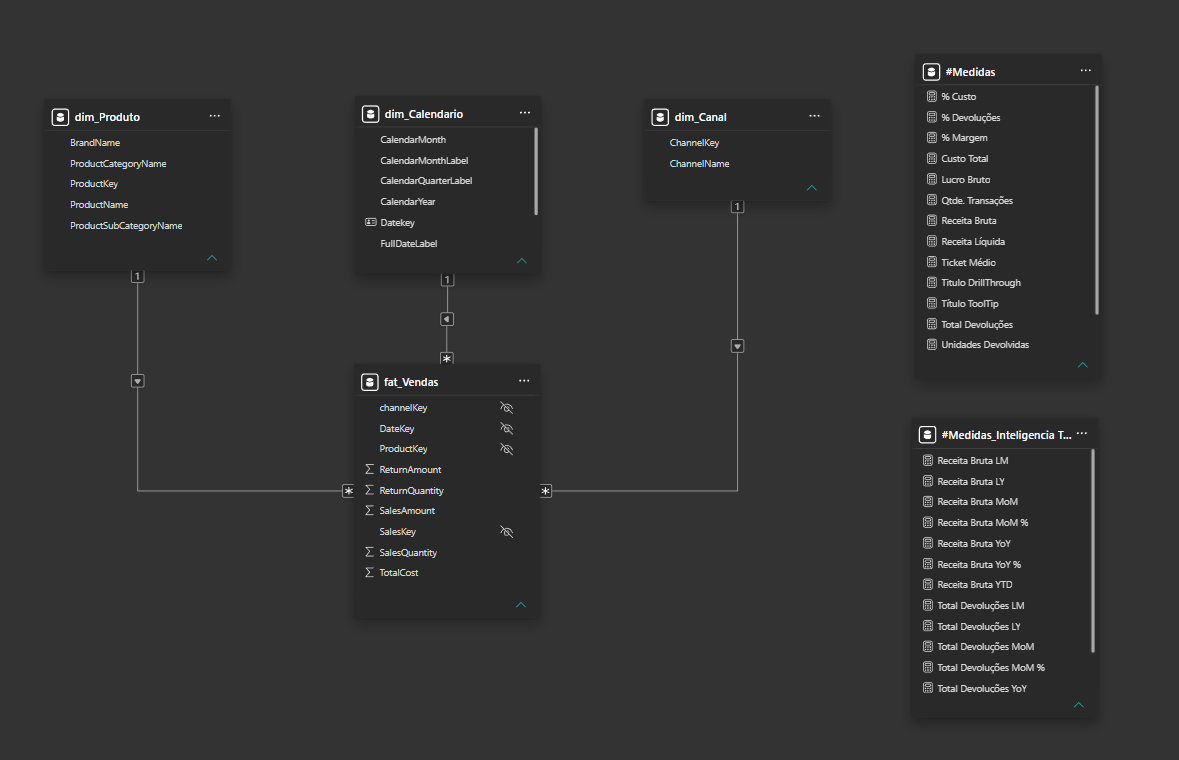 dim_Produto
BrandName
ProductCategoryName
ProductKey
ProductName
ProductSubCategoryName
1
dim_Calendario
CalendarMonth
CalendarMonthLabel
CalendarQuarterLabel
CalendarYear
Datekey
FullDateLabel
1
*
dim_Canal
ChannelKey
ChannelName
1
fat_Vendas
channelKey
DateKey
ProductKey
ReturnAmount
ReturnQuantity
SalesAmount
SalesKey
SalesQuantity
TotalCost
*
*
#Medidas
% Custo
% Devoluções
% Margem
Custo Total
Lucro Bruto
Qtde. Transações
Receita Bruta
Receita Líquida
Ticket Médio
Titulo DrillThrough
Título ToolTip
Total Devoluções
Unidades Devolvidas
#Medidas_Inteligencia T...
Receita Bruta LM
Receita Bruta LY
Receita Bruta MoM
Receita Bruta MoM %
Receita Bruta YoY
Receita Bruta YoY %
Receita Bruta YTD
Total Devoluções LM
Total Devoluções LY
Total Devoluções MoM
Total Devoluções MoM %
Total Devoluções YoY